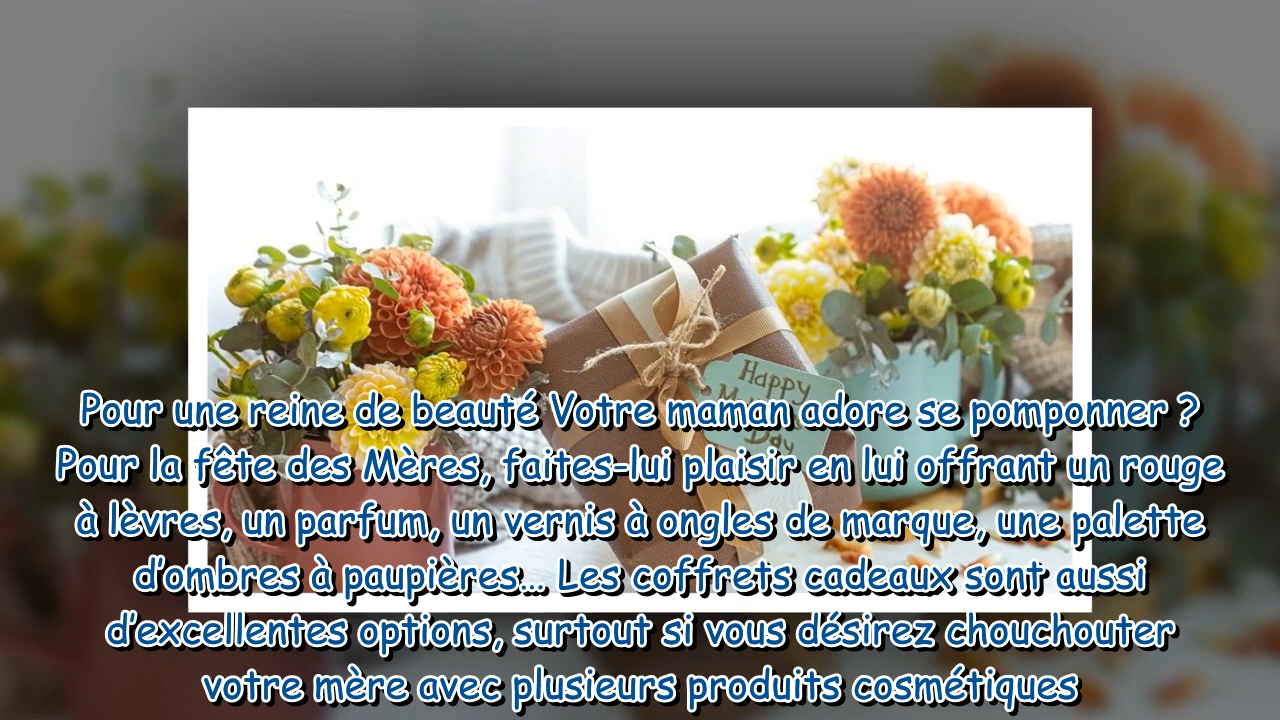 Happy
Day
Pour une reine de beauté Votre maman adore se pomponner ?
Pour la fête des Mères, faites-lui plaisir en lui offrant un rouge
à lèvres, un parfum, un vernis à ongles de marque, une palette
d'ombres à paupières... Les coffrets cadeaux sont aussi
d'excellentes options, surtout si vous désirez chouchouter
votre mère avec plusieurs produits cosmétiques